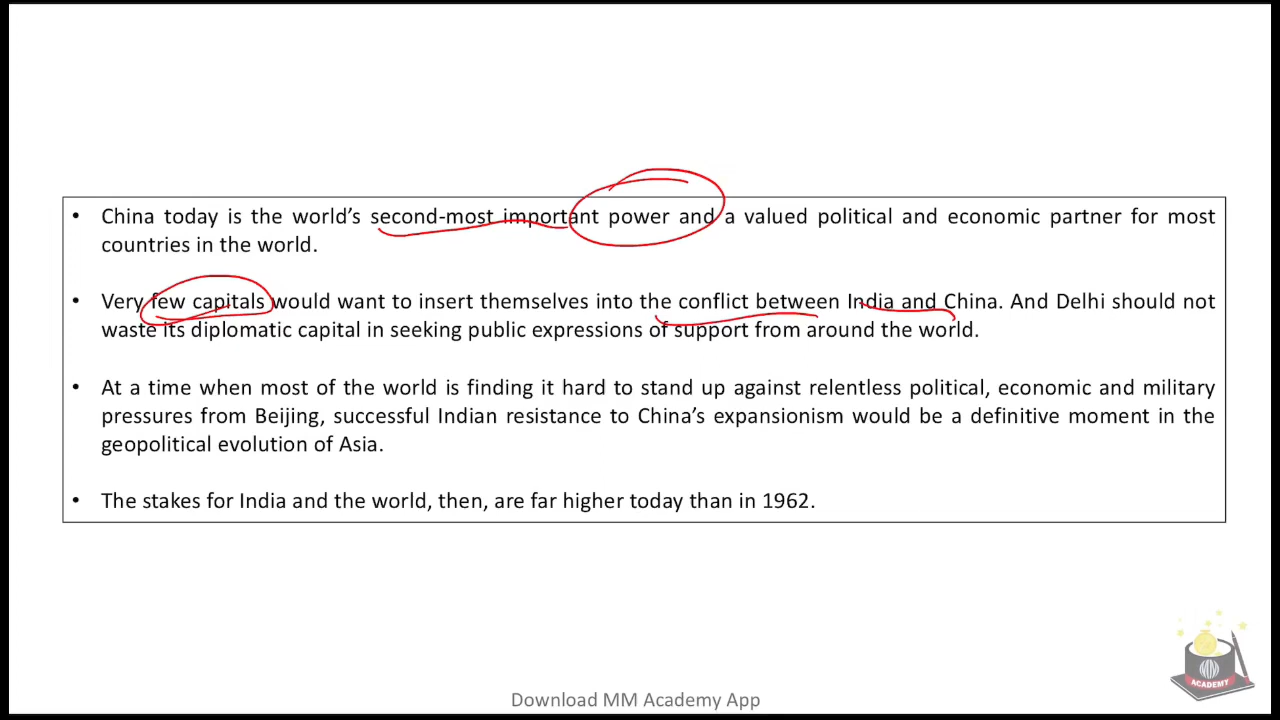 • China today is the world’s second-most important power and a valued political and economic partner for most
countries in the world.
• Very few capitals would want to insert themselves into the conflict between India and China. And Delhi should not
waste its diplomatic capital in seeking public expressions of support from around the world.
• At a time when most of the world is finding it hard to stand up against relentless political, economic and military
pressures from Beijing, successful Indian resistance to China’s expansionism would be a definitive moment in the
geopolitical evolution of Asia.
• The stakes for India and the world, then, are far higher today than in 1962.
ACADEMY
Download MM Academy App